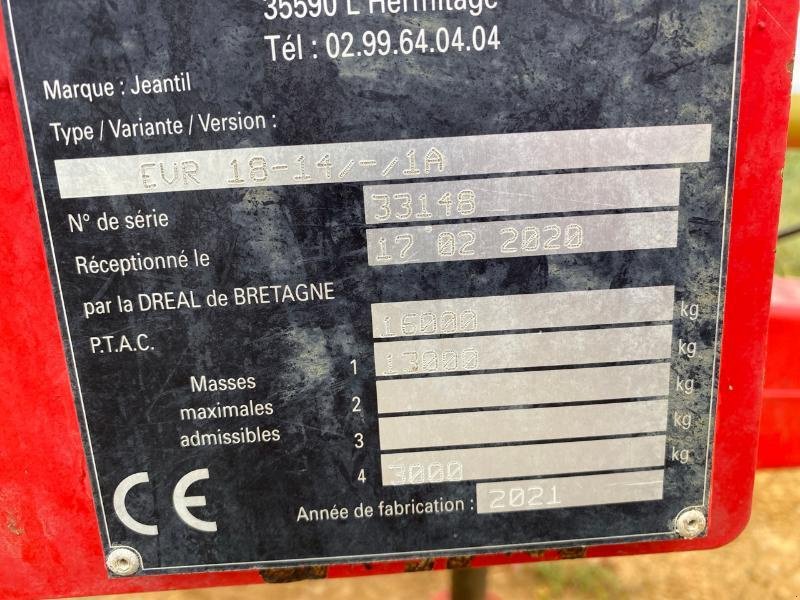 35590 L'Hermitage
Tél : 02.99.64.04.04
Marque : Jeantil
Type / Variante / Version :
EVR 18-14/-/1A
N° de série 33148
Réceptionné le 17 02 2020
par la DREAL de BRETAGNE
P.T.A.C. 16000 kg
Masses maximales admissibles
1 13000 kg
2 kg
3 kg
4 3000 kg
Année de fabrication : 2021
CE